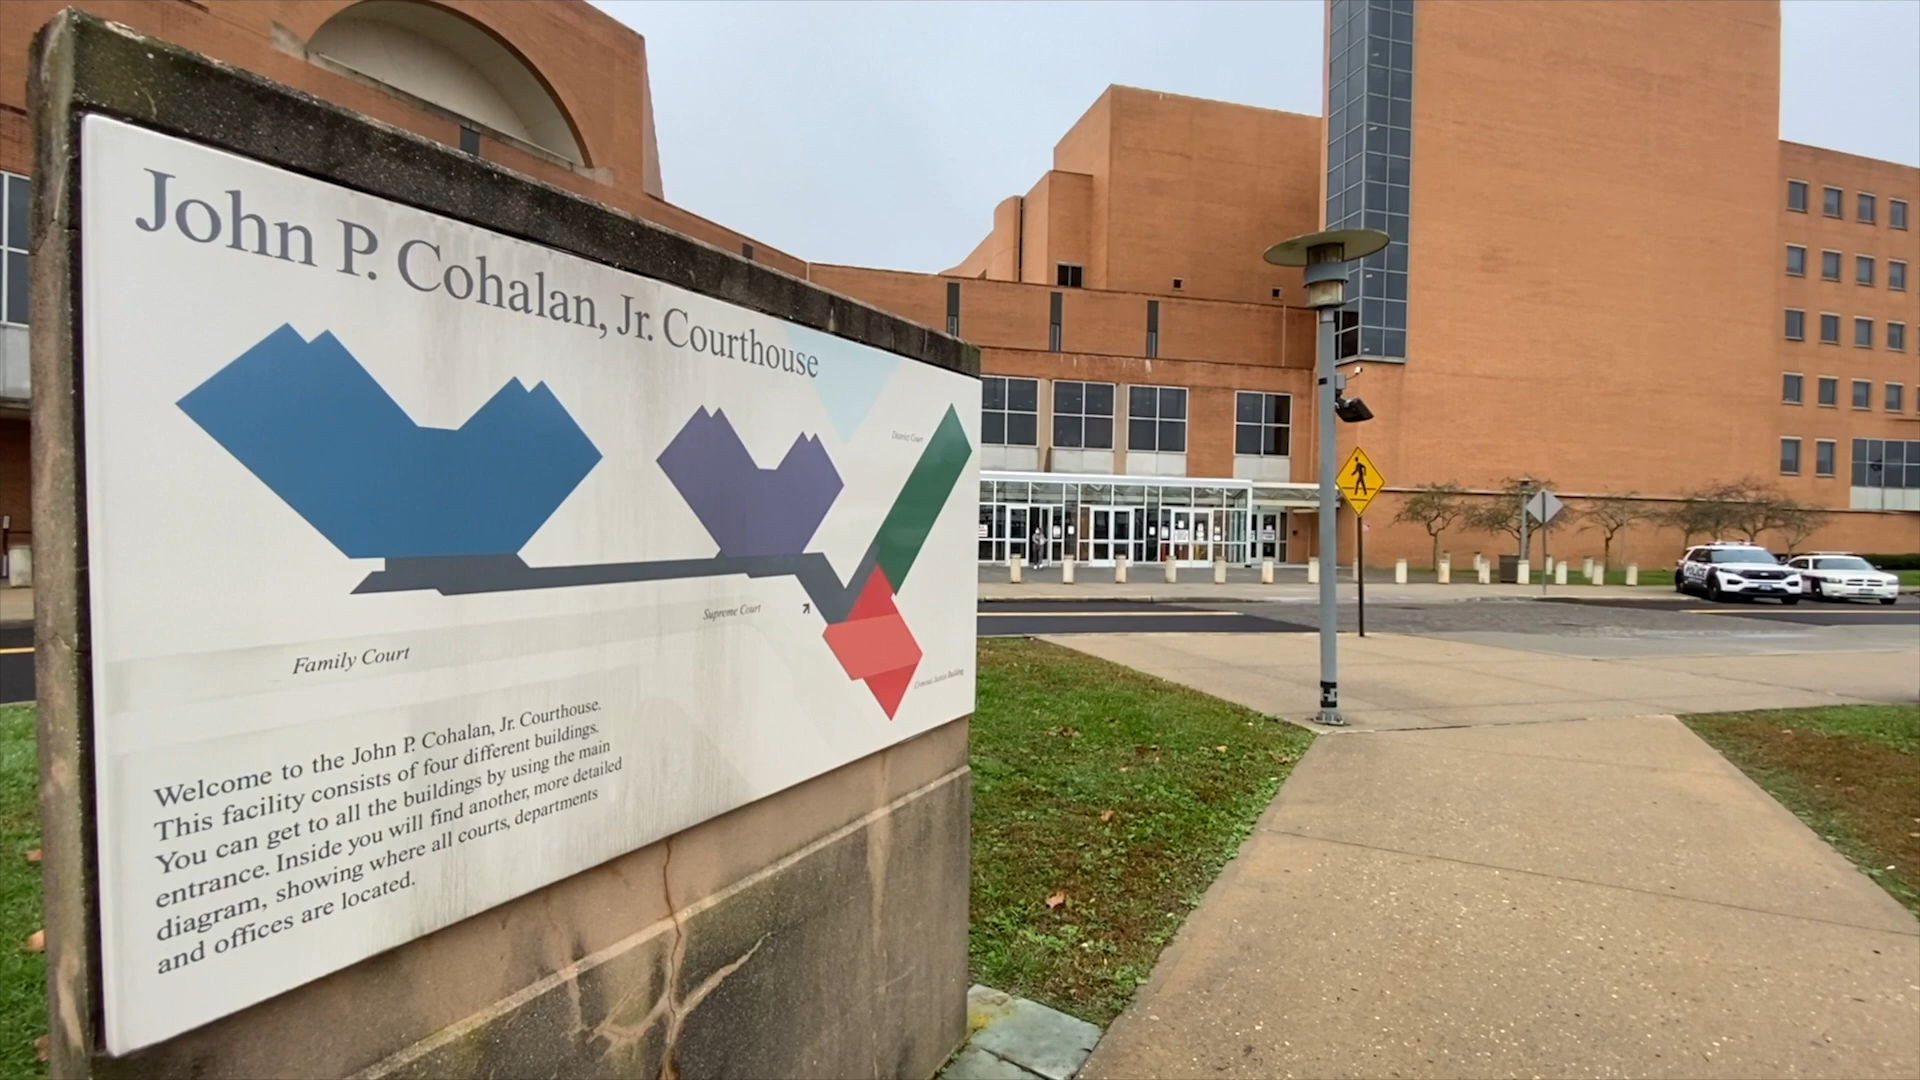 John P. Cohalan, Jr. Courthouse
District Court
Supreme Court
Family Court
Criminal Justice Building
Welcome to the John P. Cohalan, Jr. Courthouse.
This facility consists of four different buildings.
You can get to all the buildings by using the main
entrance. Inside you will find another, more detailed
diagram, showing where all courts, departments
and offices are located.
POLICE